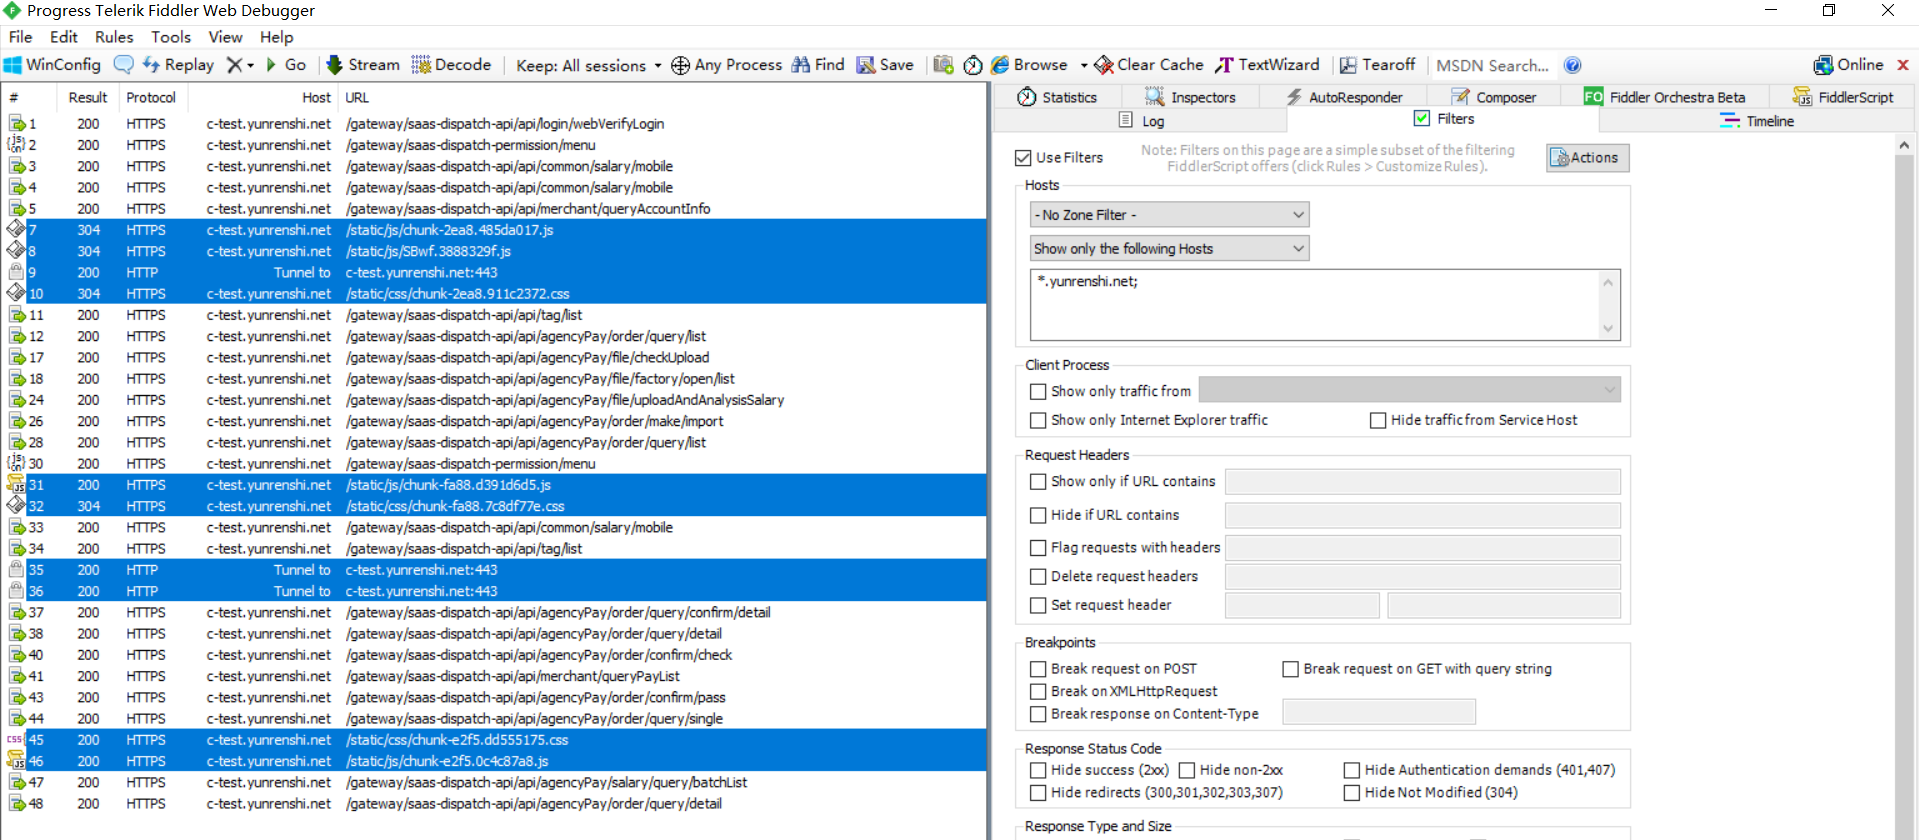 Progress Telerik Fiddler Web Debugger
File Edit Rules Tools View Help
WinConfig Replay Go Stream Decode Keep: All sessions Any Process Find Save Browse Clear Cache TextWizard Tearoff MSDN Search... Online
# Result Protocol Host URL
1 200 HTTPS c-test.yunrenshi.net /gateway/saas-dispatch-api/api/login/webVerifyLogin
2 200 HTTPS c-test.yunrenshi.net /gateway/saas-dispatch-permission/menu
3 200 HTTPS c-test.yunrenshi.net /gateway/saas-dispatch-api/api/common/salary/mobile
4 200 HTTPS c-test.yunrenshi.net /gateway/saas-dispatch-api/api/common/salary/mobile
5 200 HTTPS c-test.yunrenshi.net /gateway/saas-dispatch-api/api/merchant/queryAccountInfo
7 304 HTTPS c-test.yunrenshi.net /static/js/chunk-2ea8.485da017.js
8 304 HTTPS c-test.yunrenshi.net /static/js/SBwf.3888329f.js
9 200 HTTP Tunnel to c-test.yunrenshi.net:443
10 304 HTTPS c-test.yunrenshi.net /static/css/chunk-2ea8.911c2372.css
11 200 HTTPS c-test.yunrenshi.net /gateway/saas-dispatch-api/api/tag/list
12 200 HTTPS c-test.yunrenshi.net /gateway/saas-dispatch-api/api/agencyPay/order/query/list
17 200 HTTPS c-test.yunrenshi.net /gateway/saas-dispatch-api/api/agencyPay/file/checkUpload
18 200 HTTPS c-test.yunrenshi.net /gateway/saas-dispatch-api/api/agencyPay/file/factory/open/list
24 200 HTTPS c-test.yunrenshi.net /gateway/saas-dispatch-api/api/agencyPay/file/uploadAndAnalysisSalary
26 200 HTTPS c-test.yunrenshi.net /gateway/saas-dispatch-api/api/agencyPay/order/make/import
28 200 HTTPS c-test.yunrenshi.net /gateway/saas-dispatch-api/api/agencyPay/order/query/list
30 200 HTTPS c-test.yunrenshi.net /gateway/saas-dispatch-permission/menu
31 200 HTTPS c-test.yunrenshi.net /static/js/chunk-fa88.d391d6d5.js
32 304 HTTPS c-test.yunrenshi.net /static/css/chunk-fa88.7c8df77e.css
33 200 HTTPS c-test.yunrenshi.net /gateway/saas-dispatch-api/api/common/salary/mobile
34 200 HTTPS c-test.yunrenshi.net /gateway/saas-dispatch-api/api/tag/list
35 200 HTTP Tunnel to c-test.yunrenshi.net:443
36 200 HTTP Tunnel to c-test.yunrenshi.net:443
37 200 HTTPS c-test.yunrenshi.net /gateway/saas-dispatch-api/api/agencyPay/order/query/confirm/detail
38 200 HTTPS c-test.yunrenshi.net /gateway/saas-dispatch-api/api/agencyPay/order/query/detail
40 200 HTTPS c-test.yunrenshi.net /gateway/saas-dispatch-api/api/agencyPay/order/confirm/check
41 200 HTTPS c-test.yunrenshi.net /gateway/saas-dispatch-api/api/merchant/queryPayList
43 200 HTTPS c-test.yunrenshi.net /gateway/saas-dispatch-api/api/agencyPay/order/confirm/pass
44 200 HTTPS c-test.yunrenshi.net /gateway/saas-dispatch-api/api/agencyPay/order/query/single
45 200 HTTPS c-test.yunrenshi.net /static/css/chunk-e2f5.dd555175.css
46 200 HTTPS c-test.yunrenshi.net /static/js/chunk-e2f5.0c4c87a8.js
47 200 HTTPS c-test.yunrenshi.net /gateway/saas-dispatch-api/api/agencyPay/salary/query/batchList
48 200 HTTPS c-test.yunrenshi.net /gateway/saas-dispatch-api/api/agencyPay/order/query/detail
Statistics Inspectors AutoResponder Composer FO Fiddler Orchestra Beta FiddlerScript
Log Filters Timeline
Use Filters
Note: Filters on this page are a simple subset of the filtering
FiddlerScript offers (click Rules > Customize Rules).
Actions
Hosts
- No Zone Filter -
Show only the following Hosts
*.yunrenshi.net;
Client Process
Show only traffic from
Show only Internet Explorer traffic Hide traffic from Service Host
Request Headers
Show only if URL contains
Hide if URL contains
Flag requests with headers
Delete request headers
Set request header
Breakpoints
Break request on POST Break request on GET with query string
Break on XMLHttpRequest
Break response on Content-Type
Response Status Code
Hide success (2xx) Hide non-2xx Hide Authentication demands (401,407)
Hide redirects (300,301,302,303,307) Hide Not Modified (304)
Response Type and Size